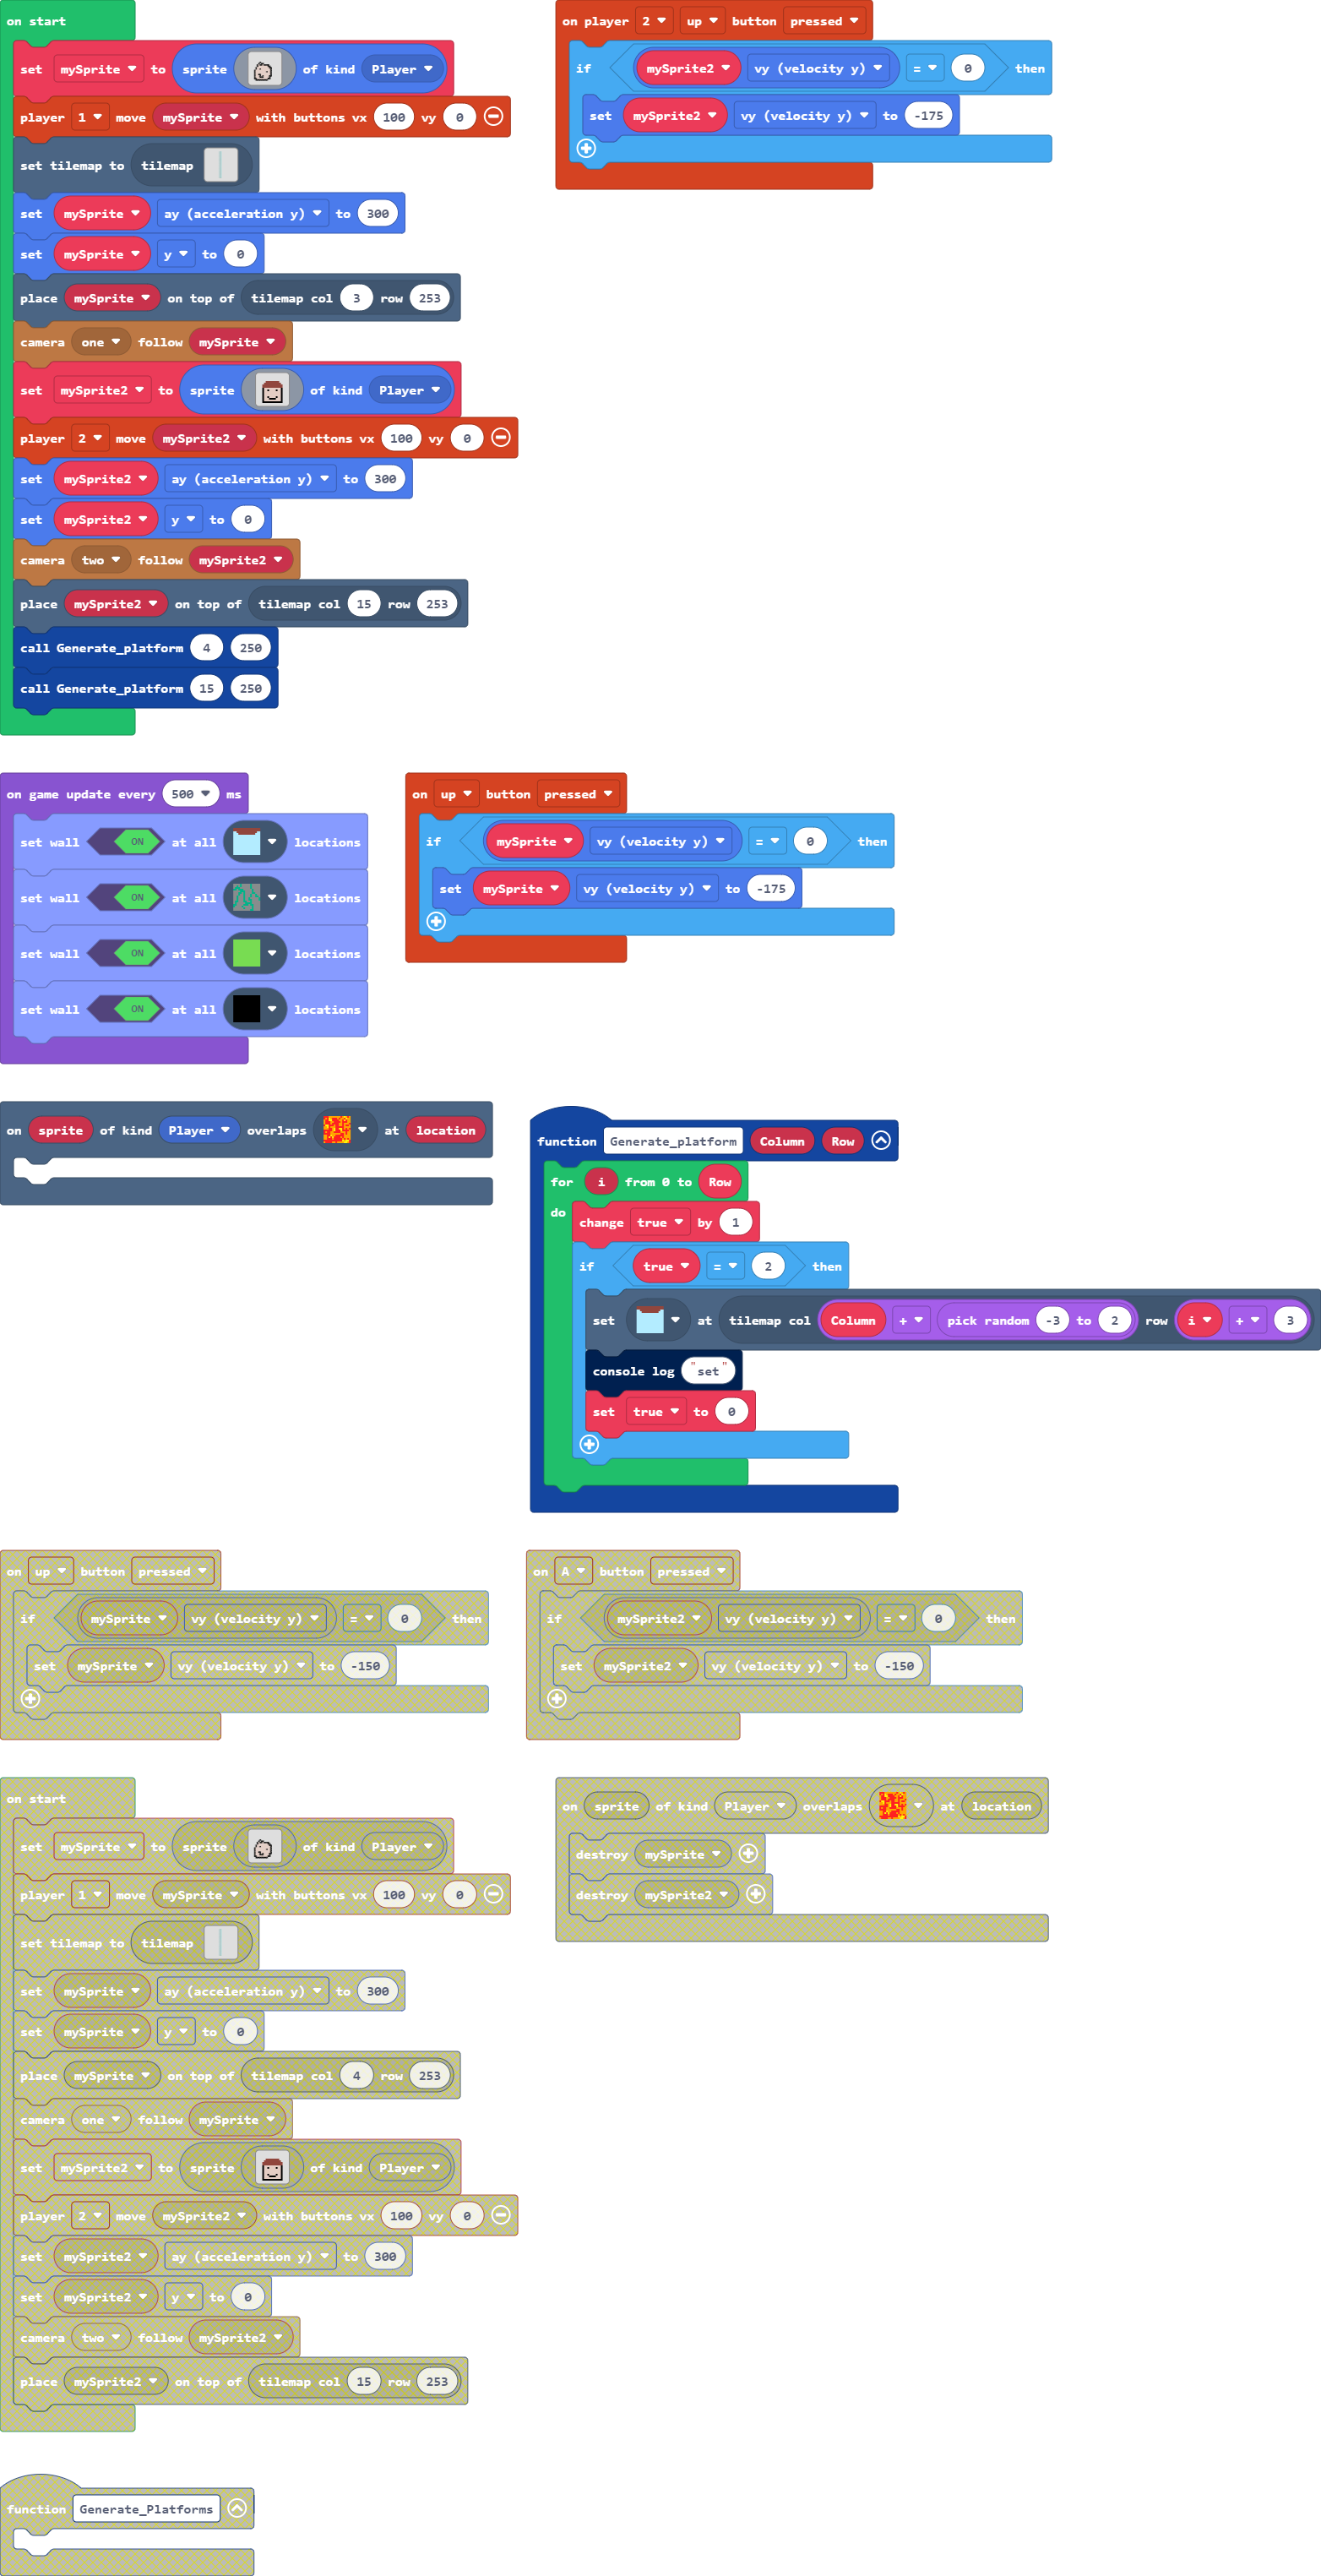 on start
set mySprite to sprite of kind Player
player 1 move mySprite with buttons vx 100 vy 0
set tilemap to tilemap
set mySprite ay (acceleration y) to 300
set mySprite y to 0
place mySprite on top of tilemap col 3 row 253
camera one follow mySprite
set mySprite2 to sprite of kind Player
player 2 move mySprite2 with buttons vx 100 vy 0
set mySprite2 ay (acceleration y) to 300
set mySprite2 y to 0
camera two follow mySprite2
place mySprite2 on top of tilemap col 15 row 253
call Generate_platform 4 250
call Generate_platform 15 250
on player 2 up button pressed
if mySprite2 vy (velocity y) = 0 then
set mySprite2 vy (velocity y) to -175
on game update every 500 ms
set wall ON at all locations
set wall ON at all locations
set wall ON at all locations
set wall ON at all locations
on up button pressed
if mySprite vy (velocity y) = 0 then
set mySprite vy (velocity y) to -175
on sprite of kind Player overlaps at location
function Generate_platform Column Row
for i from 0 to Row
do
change true by 1
if true = 2 then
set at tilemap col Column + pick random -3 to 2 row i + 3
console log "set"
set true to 0
on up button pressed
if mySprite vy (velocity y) = 0 then
set mySprite vy (velocity y) to -150
on A button pressed
if mySprite2 vy (velocity y) = 0 then
set mySprite2 vy (velocity y) to -150
on start
set mySprite to sprite of kind Player
player 1 move mySprite with buttons vx 100 vy 0
set tilemap to tilemap
set mySprite ay (acceleration y) to 300
set mySprite y to 0
place mySprite on top of tilemap col 4 row 253
camera one follow mySprite
set mySprite2 to sprite of kind Player
player 2 move mySprite2 with buttons vx 100 vy 0
set mySprite2 ay (acceleration y) to 300
set mySprite2 y to 0
camera two follow mySprite2
place mySprite2 on top of tilemap col 15 row 253
on sprite of kind Player overlaps at location
destroy mySprite
destroy mySprite2
function Generate_Platforms